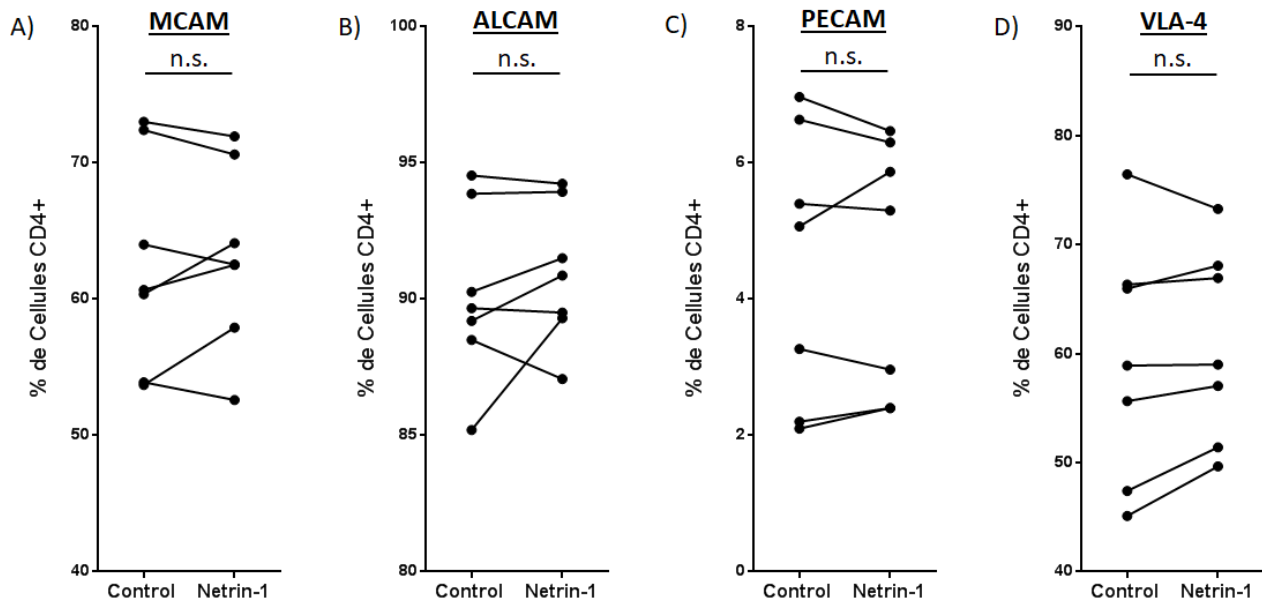 A)
MCAM
n.s.
80
70
60
50
40
% de Cellules CD4+
Control Netrin-1
B)
ALCAM
n.s.
100
95
90
85
80
% de Cellules CD4+
Control Netrin-1
C)
PECAM
n.s.
8
6
4
2
0
% de Cellules CD4+
Control Netrin-1
D)
VLA-4
n.s.
90
80
70
60
50
40
% de Cellules CD4+
Control Netrin-1